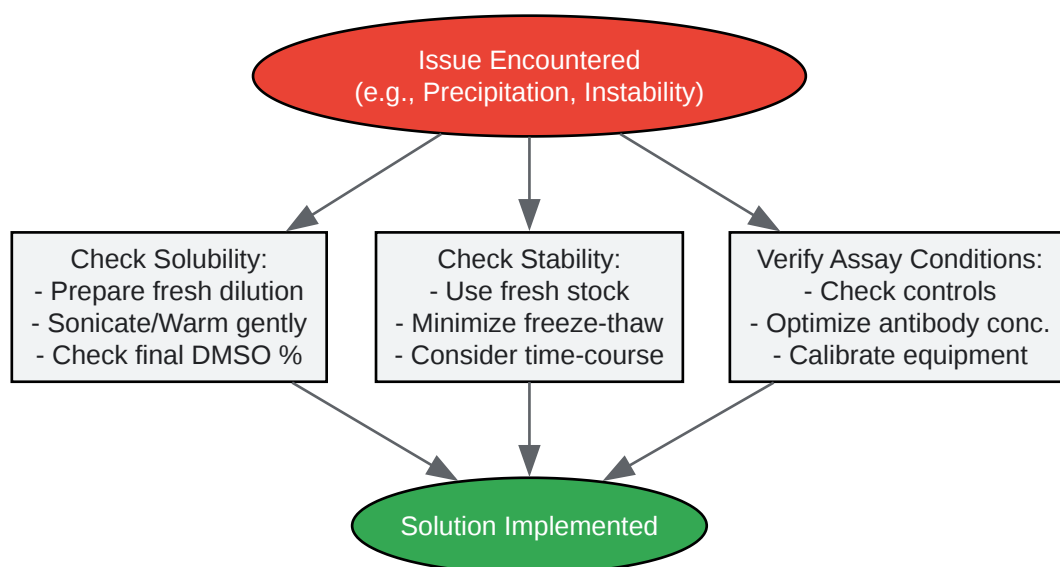 Issue Encountered
(e.g., Precipitation, Instability)
Check Solubility:
- Prepare fresh dilution
- Sonicate/Warm gently
- Check final DMSO %
Check Stability:
- Use fresh stock
- Minimize freeze-thaw
- Consider time-course
Verify Assay Conditions:
- Check controls
- Optimize antibody conc.
- Calibrate equipment
Solution Implemented